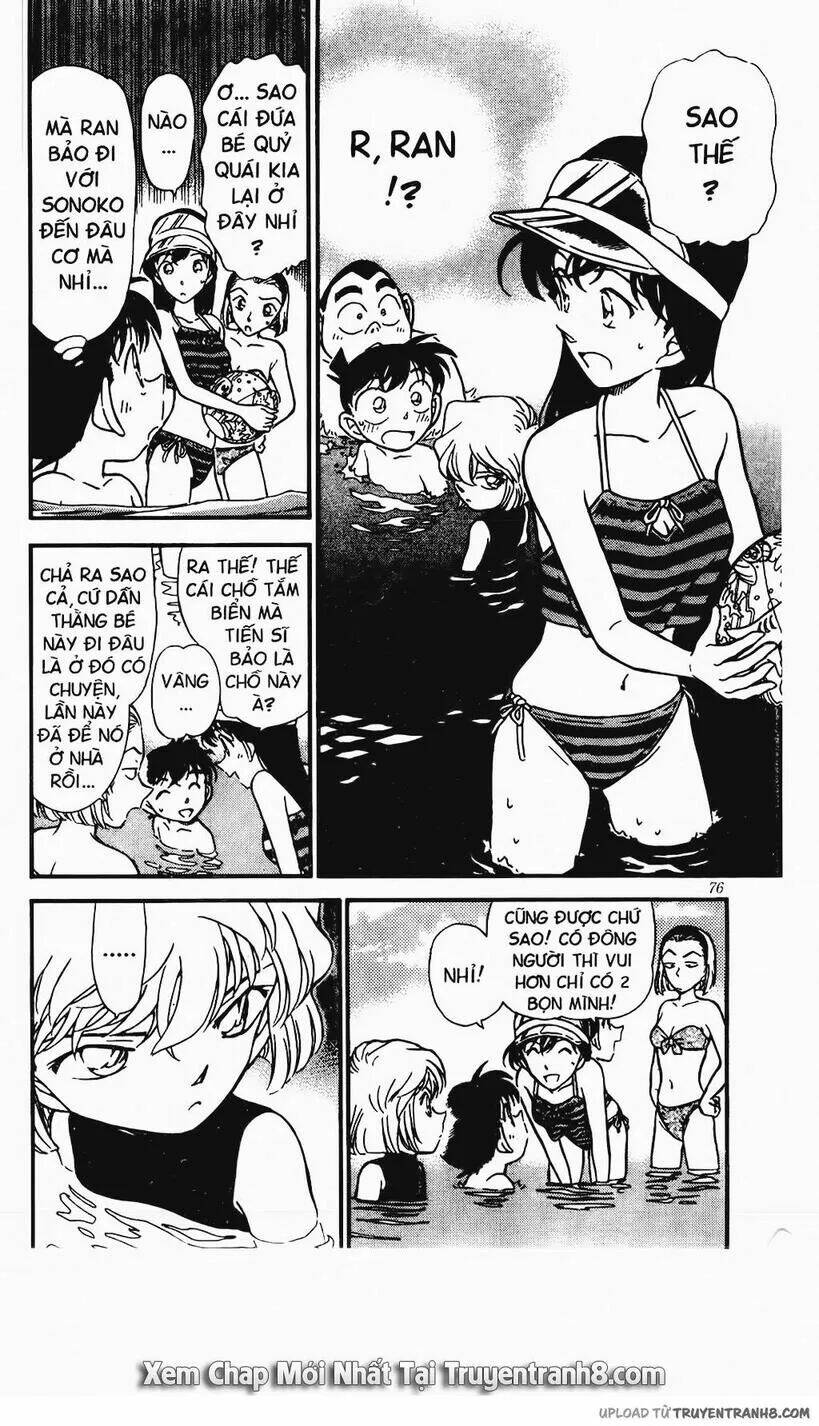 SAO
THẾ
?
R, RAN
!?
Ơ... SAO
CÁI ĐỨA
BÉ QUỶ
QUÁI KIA
LẠI Ở
ĐÂY NHỈ
?
NÀO
...
MÀ RAN
BẢO ĐI
VỚI
SONOKO
ĐẾN ĐÂU
CƠ MÀ
NHỈ...
RA THẾ! THẾ
CÁI CHỖ TẮM
BIỂN MÀ
TIẾN SĨ
BẢO LÀ
CHỖ NÀY
À?
VÂNG
...
CHẢ RA SAO
CẢ, CỨ DẪN
THẰNG BÉ
NÀY ĐI ĐÂU
LÀ Ở ĐÓ CÓ
CHUYỆN,
LẦN NÀY
ĐÃ ĐỂ NÓ
Ở NHÀ
RỒI...
76
CŨNG ĐƯỢC CHỨ
SAO! CÓ ĐÔNG
NGƯỜI THÌ VUI
HƠN CHỈ CÓ 2
BỌN MÌNH!
NHỈ!
......
Xem Chap Mới Nhất Tại Truyentranh8.com
UPLOAD TỪ TRUYENTRANH8.COM